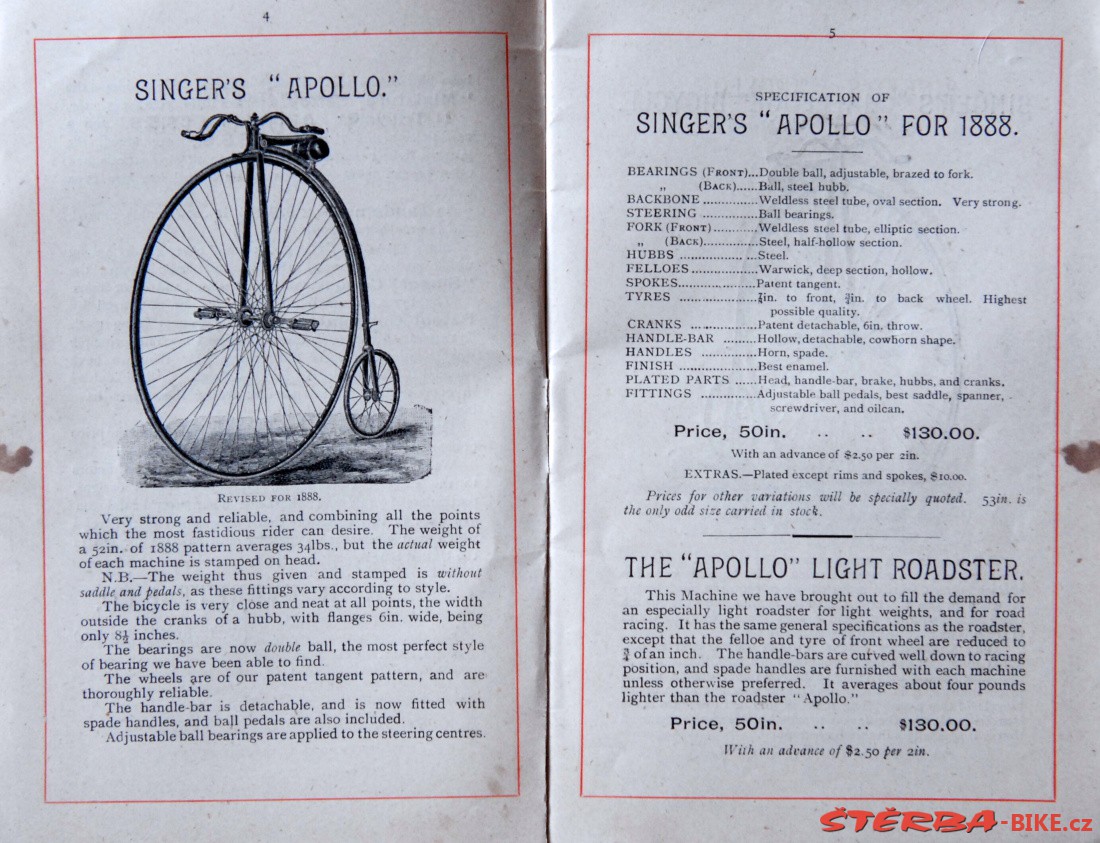 4
SINGER'S "APOLLO."
REVISED FOR 1888.
Very strong and reliable, and combining all the points
which the most fastidious rider can desire. The weight of
a 52in. of 1888 pattern averages 34lbs., but the actual weight
of each machine is stamped on head.
N.B.—The weight thus given and stamped is without
saddle and pedals, as these fittings vary according to style.
The bicycle is very close and neat at all points, the width
outside the cranks of a hubb, with flanges 6in. wide, being
only 8½ inches.
The bearings are now double ball, the most perfect style
of bearing we have been able to find.
The wheels are of our patent tangent pattern, and are
thoroughly reliable.
The handle-bar is detachable, and is now fitted with
spade handles, and ball pedals are also included.
Adjustable ball bearings are applied to the steering centres.
5
SPECIFICATION OF
SINGER'S "APOLLO" FOR 1888.
BEARINGS (FRONT)...Double ball, adjustable, brazed to fork.
„ (BACK)......Ball, steel hubb.
BACKBONE ..............Weldless steel tube, oval section. Very strong.
STEERING ..............Ball bearings.
FORK (FRONT)...........Weldless steel tube, elliptic section.
„ (BACK)..............Steel, half-hollow section.
HUBBS .................Steel.
FELLOES.................Warwick, deep section, hollow.
SPOKES...................Patent tangent.
TYRES ..................in. to front, ¾in. to back wheel. Highest
possible quality.
CRANKS .................Patent detachable, 6in. throw.
HANDLE-BAR ........Hollow, detachable, cowhorn shape.
HANDLES ..............Horn, spade.
FINISH ...................Best enamel.
PLATED PARTS ......Head, handle-bar, brake, hubbs, and cranks.
FITTINGS ..............Adjustable ball pedals, best saddle, spanner,
screwdriver, and oilcan.
Price, 50in. .. .. $130.00.
With an advance of $2.50 per 2in.
EXTRAS.—Plated except rims and spokes, $10.00.
Prices for other variations will be specially quoted. 53in. is
the only odd size carried in stock.
THE "APOLLO" LIGHT ROADSTER.
This Machine we have brought out to fill the demand for
an especially light roadster for light weights, and for road
racing. It has the same general specifications as the roadster,
except that the felloe and tyre of front wheel are reduced to
¾ of an inch. The handle-bars are curved well down to racing
position, and spade handles are furnished with each machine
unless otherwise preferred. It averages about four pounds
lighter than the roadster "Apollo."
Price, 50in. .. .. $130.00.
With an advance of $2.50 per 2in.
ŠTĚRBA-BIKE.cz